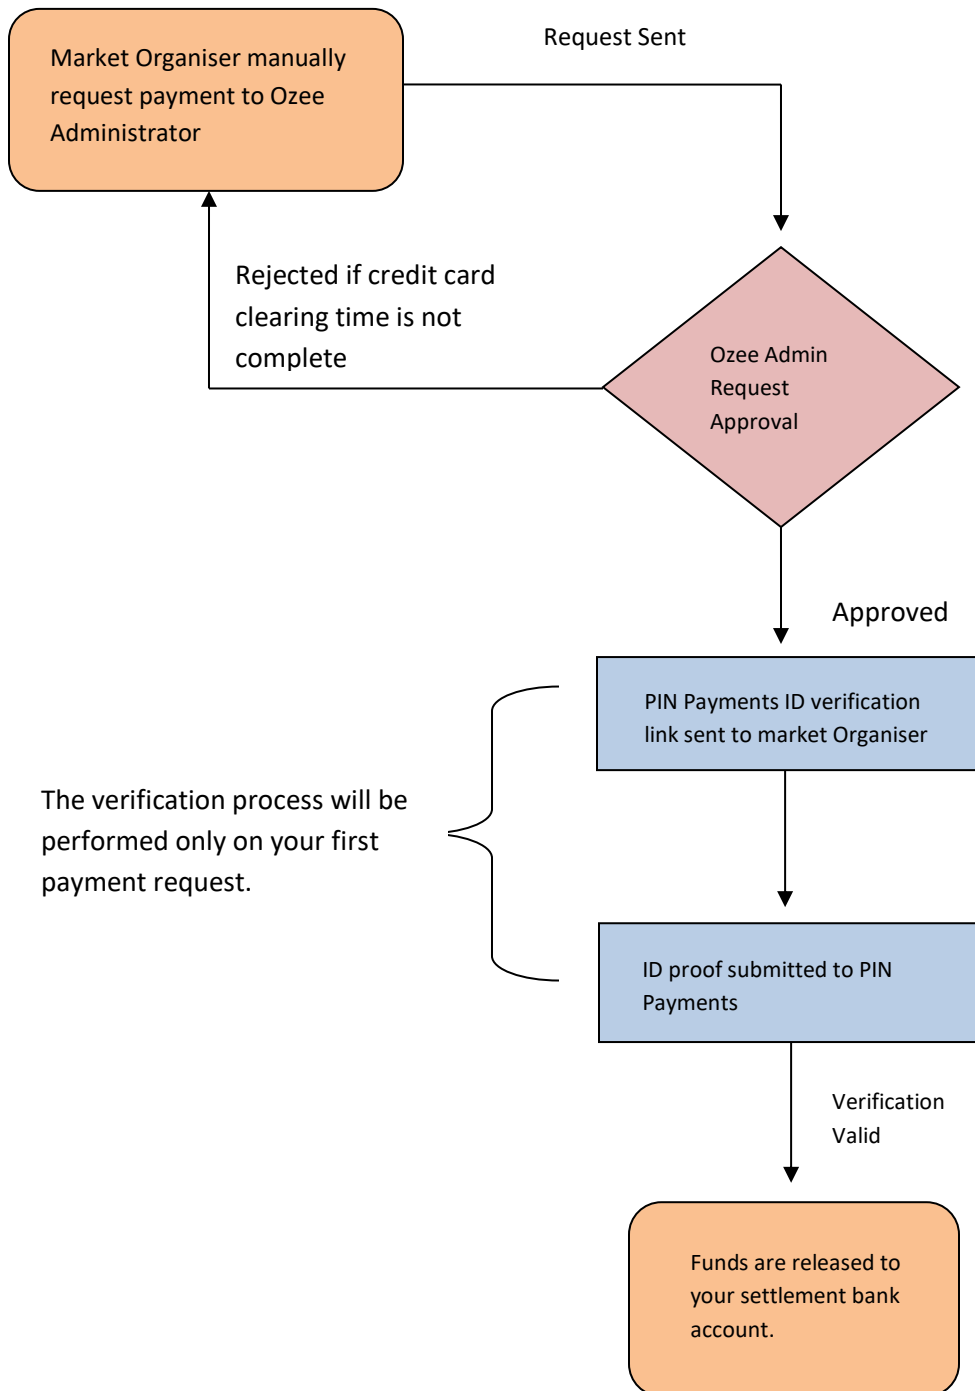 Request Sent
Market Organiser manually
request payment to Ozee
Administrator
Rejected if credit card
clearing time is not
complete
Ozee Admin
Request
Approval
Approved
PIN Payments ID verification
link sent to market Organiser
The verification process will be
performed only on your first
payment request.
ID proof submitted to PIN
Payments
Verification
Valid
Funds are released to
your settlement bank
account.